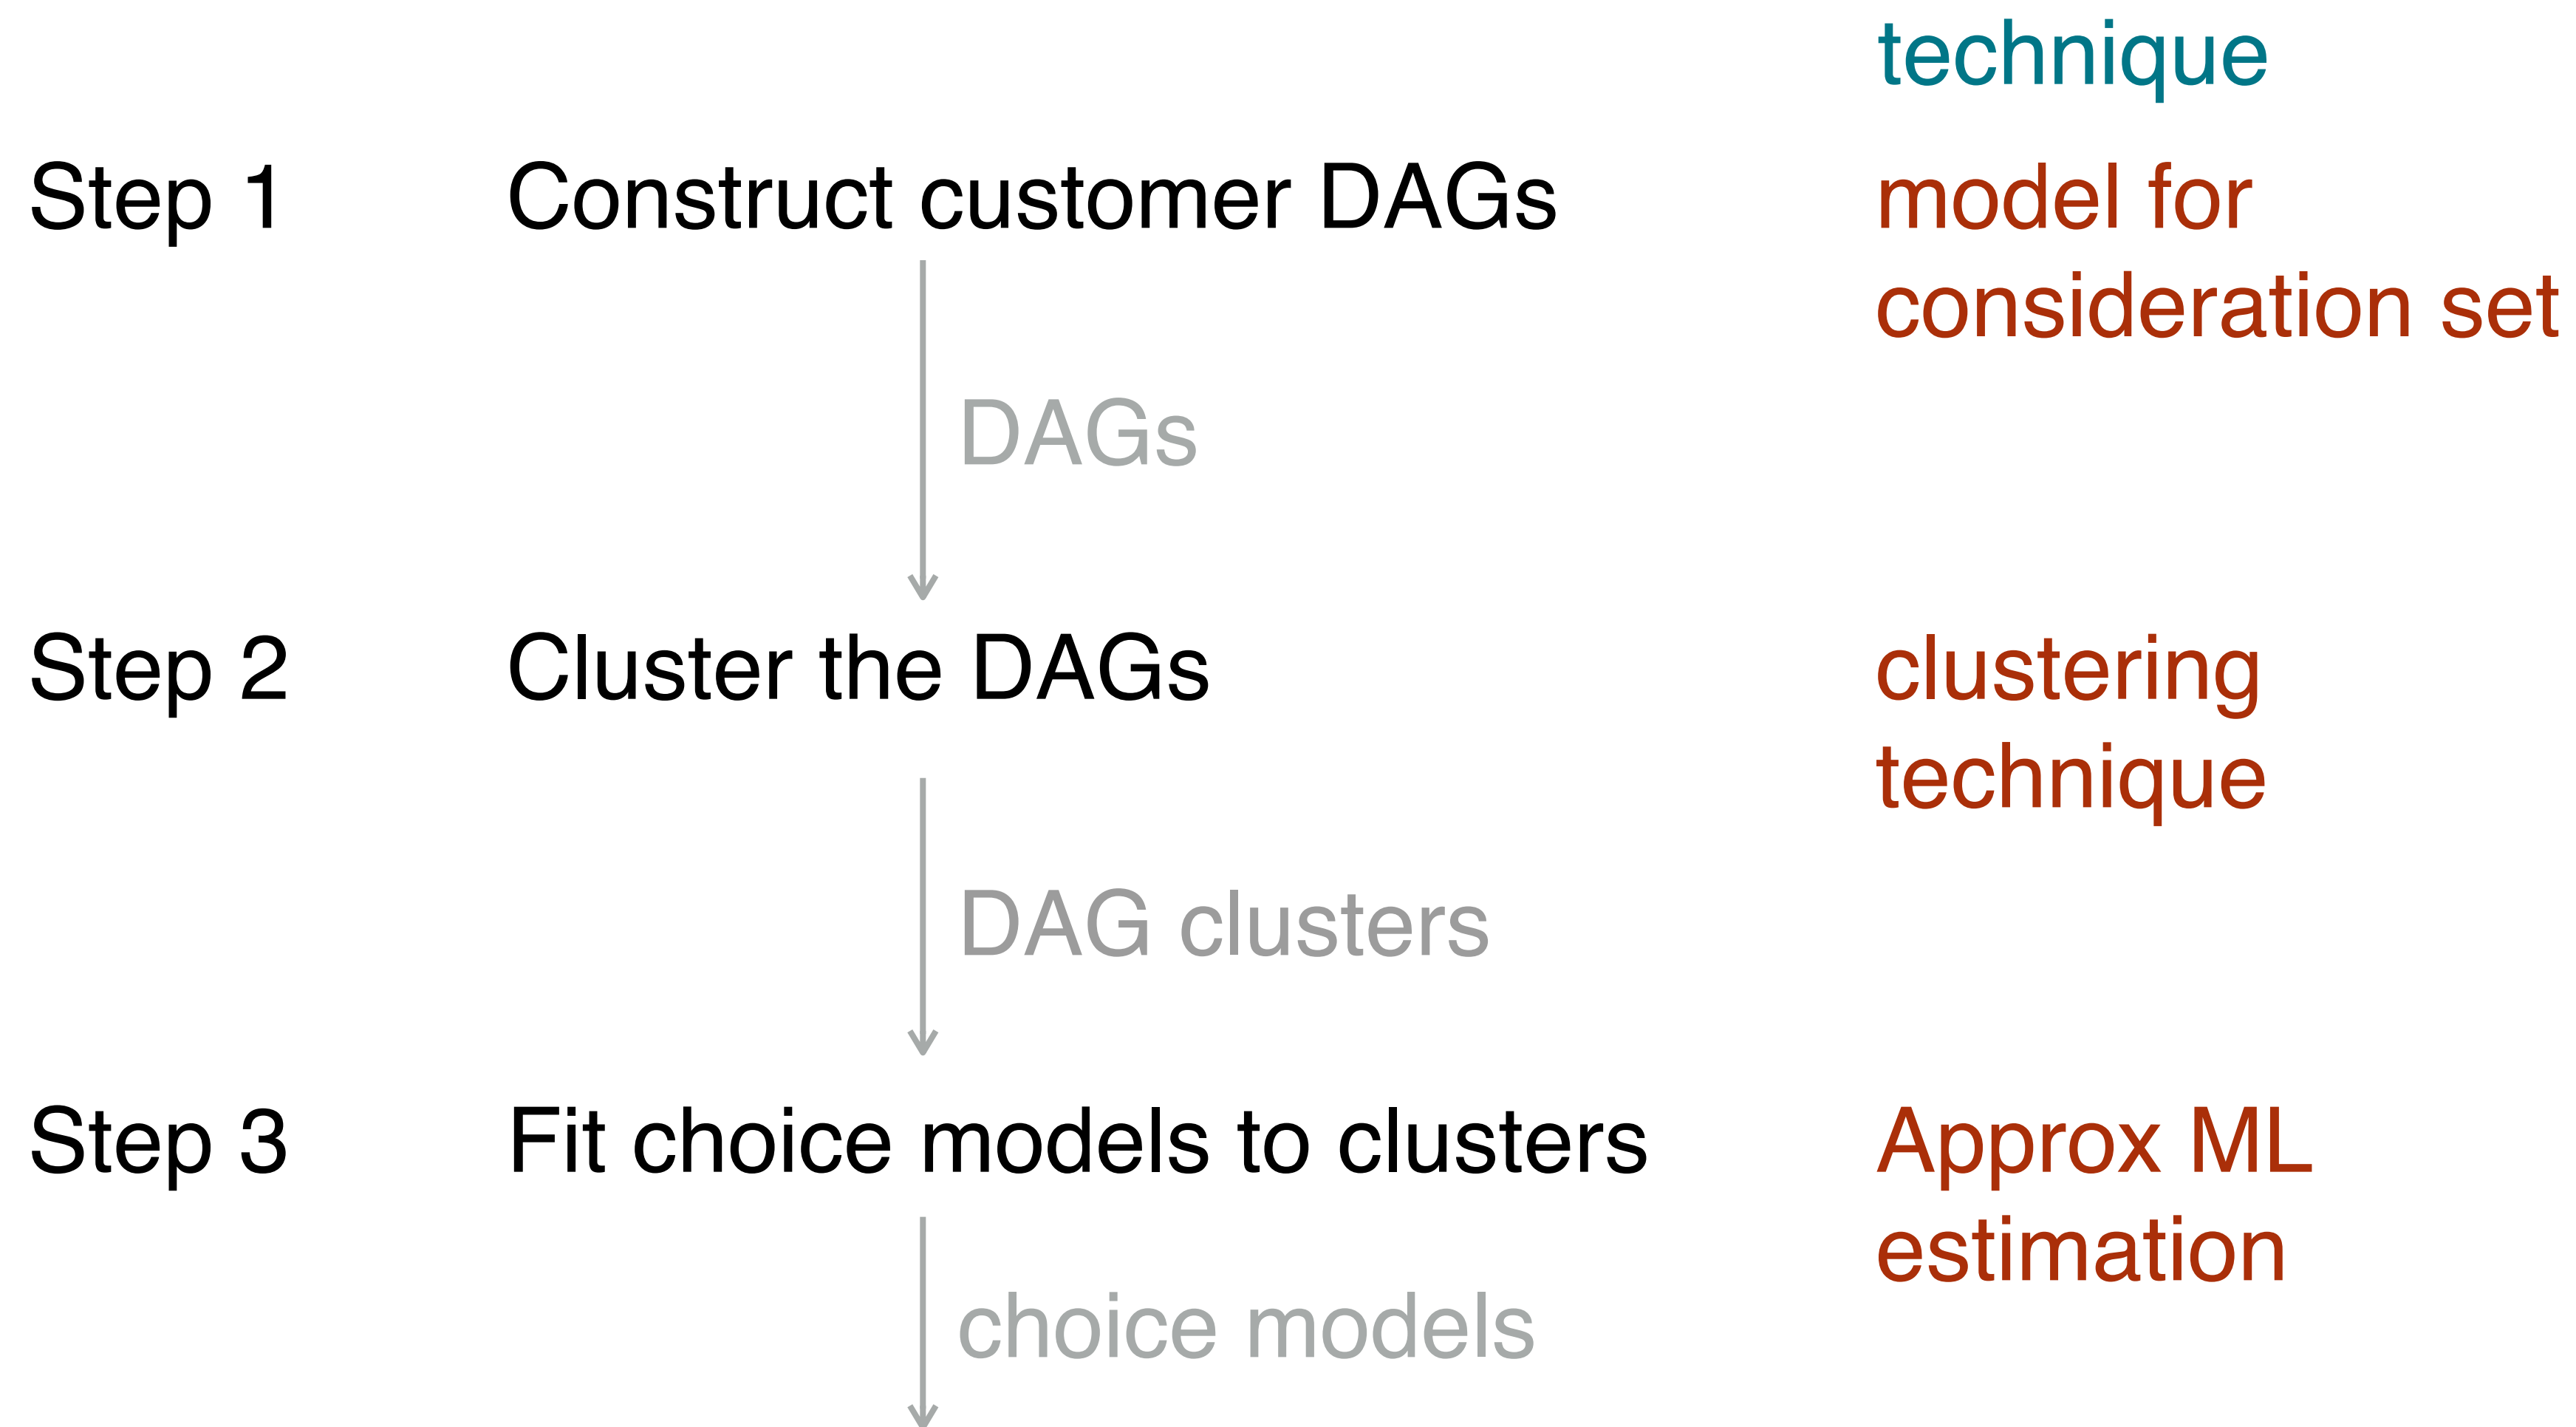 technique
Step 1
Construct customer DAGs
model for
consideration set
DAGs
Step 2
Cluster the DAGs
clustering
technique
DAG clusters
Step 3
Fit choice models to clusters
Approx ML
estimation
choice models